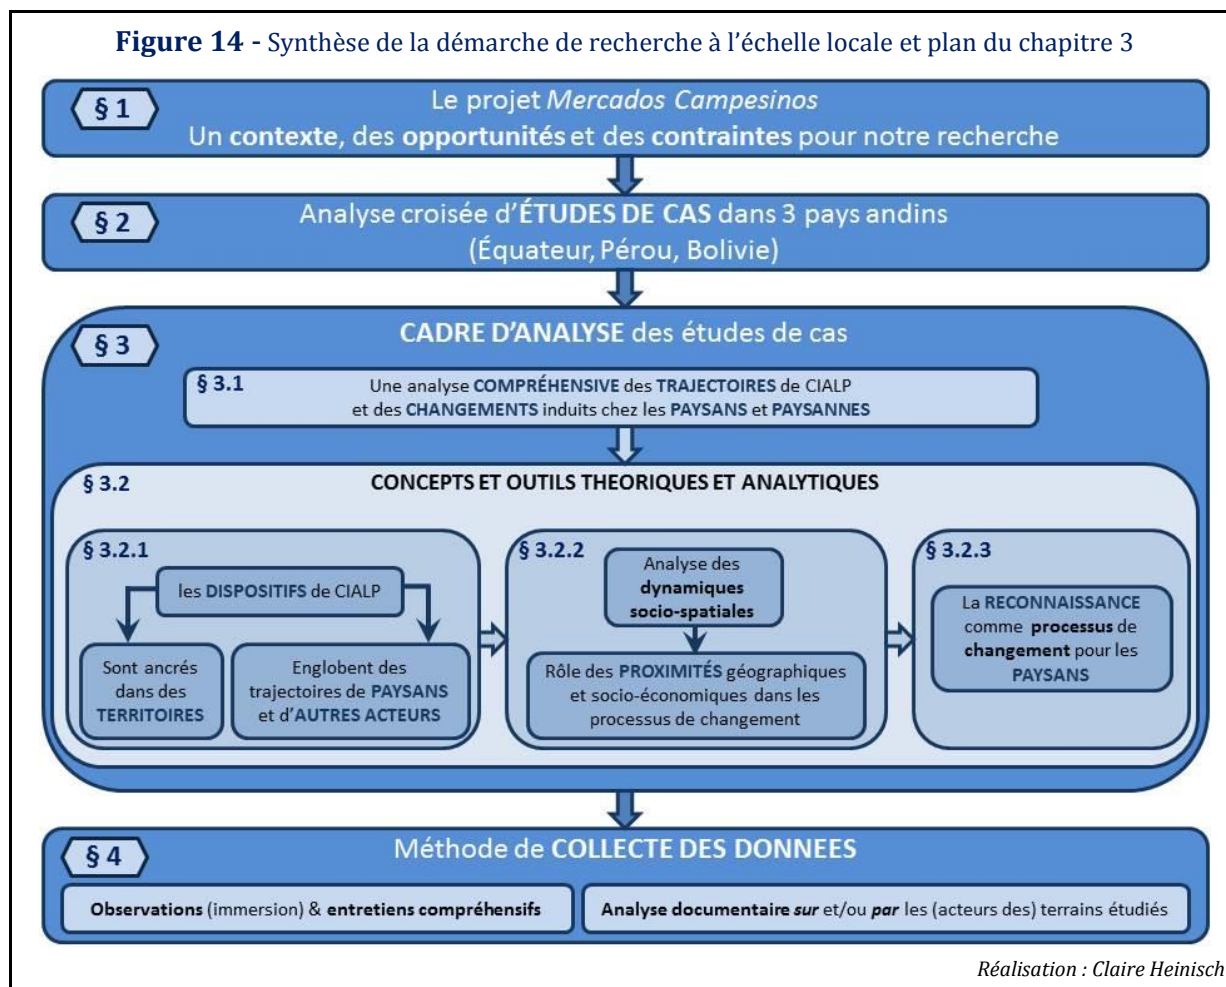 Figure 14 - Synthèse de la démarche de recherche à l'échelle locale et plan du chapitre 3
§ 1
Le projet Mercados Campesinos
Un contexte, des opportunités et des contraintes pour notre recherche
§ 2
Analyse croisée d'ÉTUDES DE CAS dans 3 pays andins
(Équateur, Pérou, Bolivie)
§ 3
CADRE D'ANALYSE des études de cas
§ 3.1
Une analyse COMPRÉHENSIVE des TRAJECTOIRES de CIALP
et des CHANGEMENTS induits chez les PAYSANS et PAYSANNES
§ 3.2
CONCEPTS ET OUTILS THEORIQUES ET ANALYTIQUES
§ 3.2.1
les DISPOSITIFS de CIALP
Sont ancrés
dans des
TERRITOIRES
Englobent des
trajectoires de PAYSANS
et d'AUTRES ACTEURS
§ 3.2.2
Analyse des
dynamiques
socio-spatiales
Rôle des PROXIMITÉS géographiques
et socio-économiques dans les
processus de changement
§ 3.2.3
La RECONNAISSANCE
comme processus de
changement pour les
PAYSANS
§ 4
Méthode de COLLECTE DES DONNEES
Observations (immersion) & entretiens compréhensifs
Analyse documentaire sur et/ou par les (acteurs des) terrains étudiés
Réalisation : Claire Heinisch